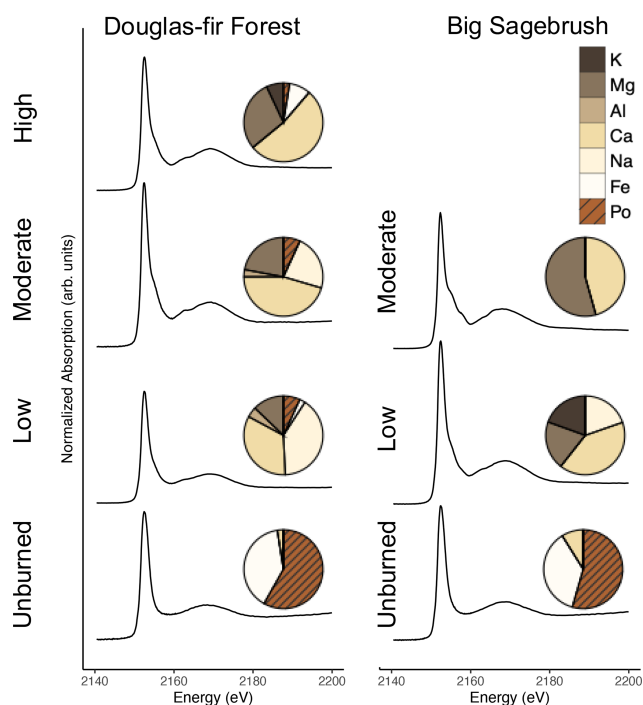 Douglas-fir Forest
Big Sagebrush
K
Mg
Al
Ca
Na
Fe
Po
High
Moderate
Low
Unburned
Moderate
Low
Unburned
Normalized Absorption (arb. units)
2140 2160 2180 2200
Energy (eV)
2140 2160 2180 2200
Energy (eV)